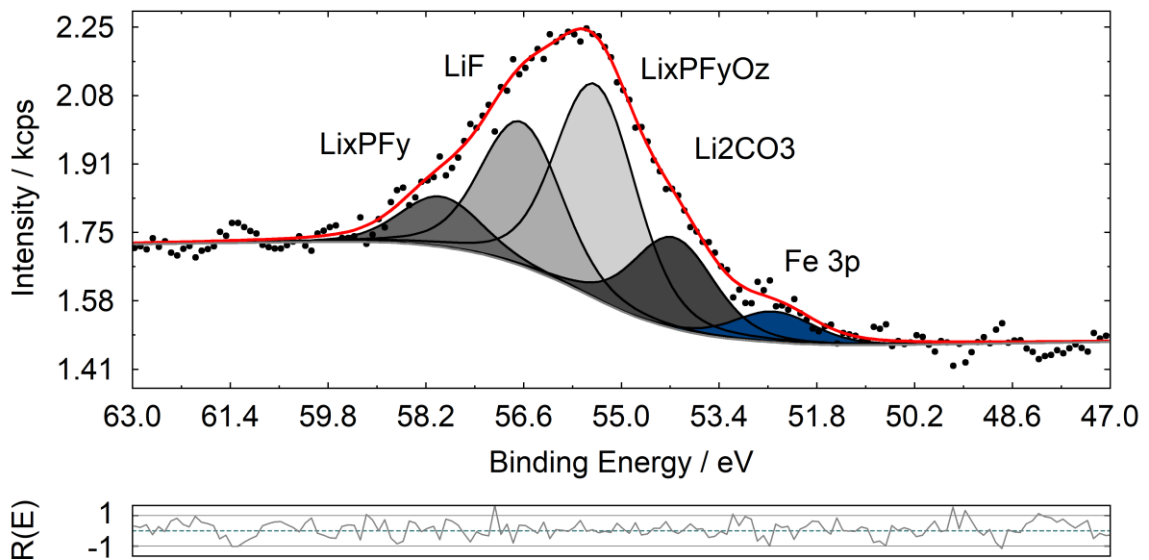 2.25
2.08
1.91
1.75
1.58
1.41
Intensity / kcps
LiF
LixPFyOz
LixPFy
Li2CO3
Fe 3p
63.0 61.4 59.8 58.2 56.6 55.0 53.4 51.8 50.2 48.6 47.0
Binding Energy / eV
R(E)
1
-1